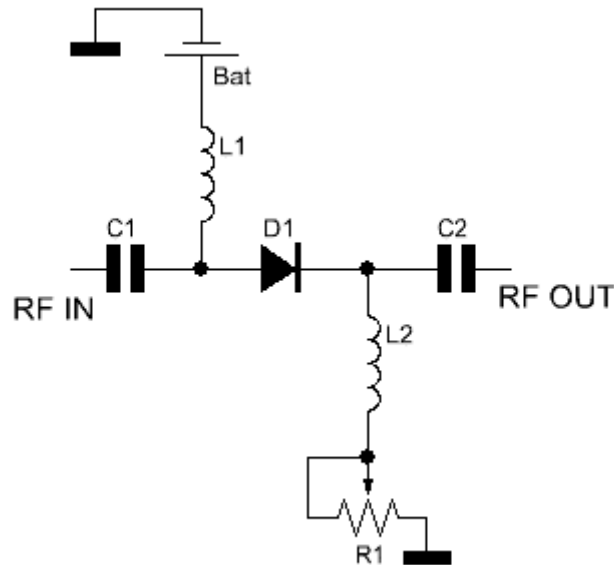 Bat
L1
C1
D1
C2
RF IN
RF OUT
L2
R1